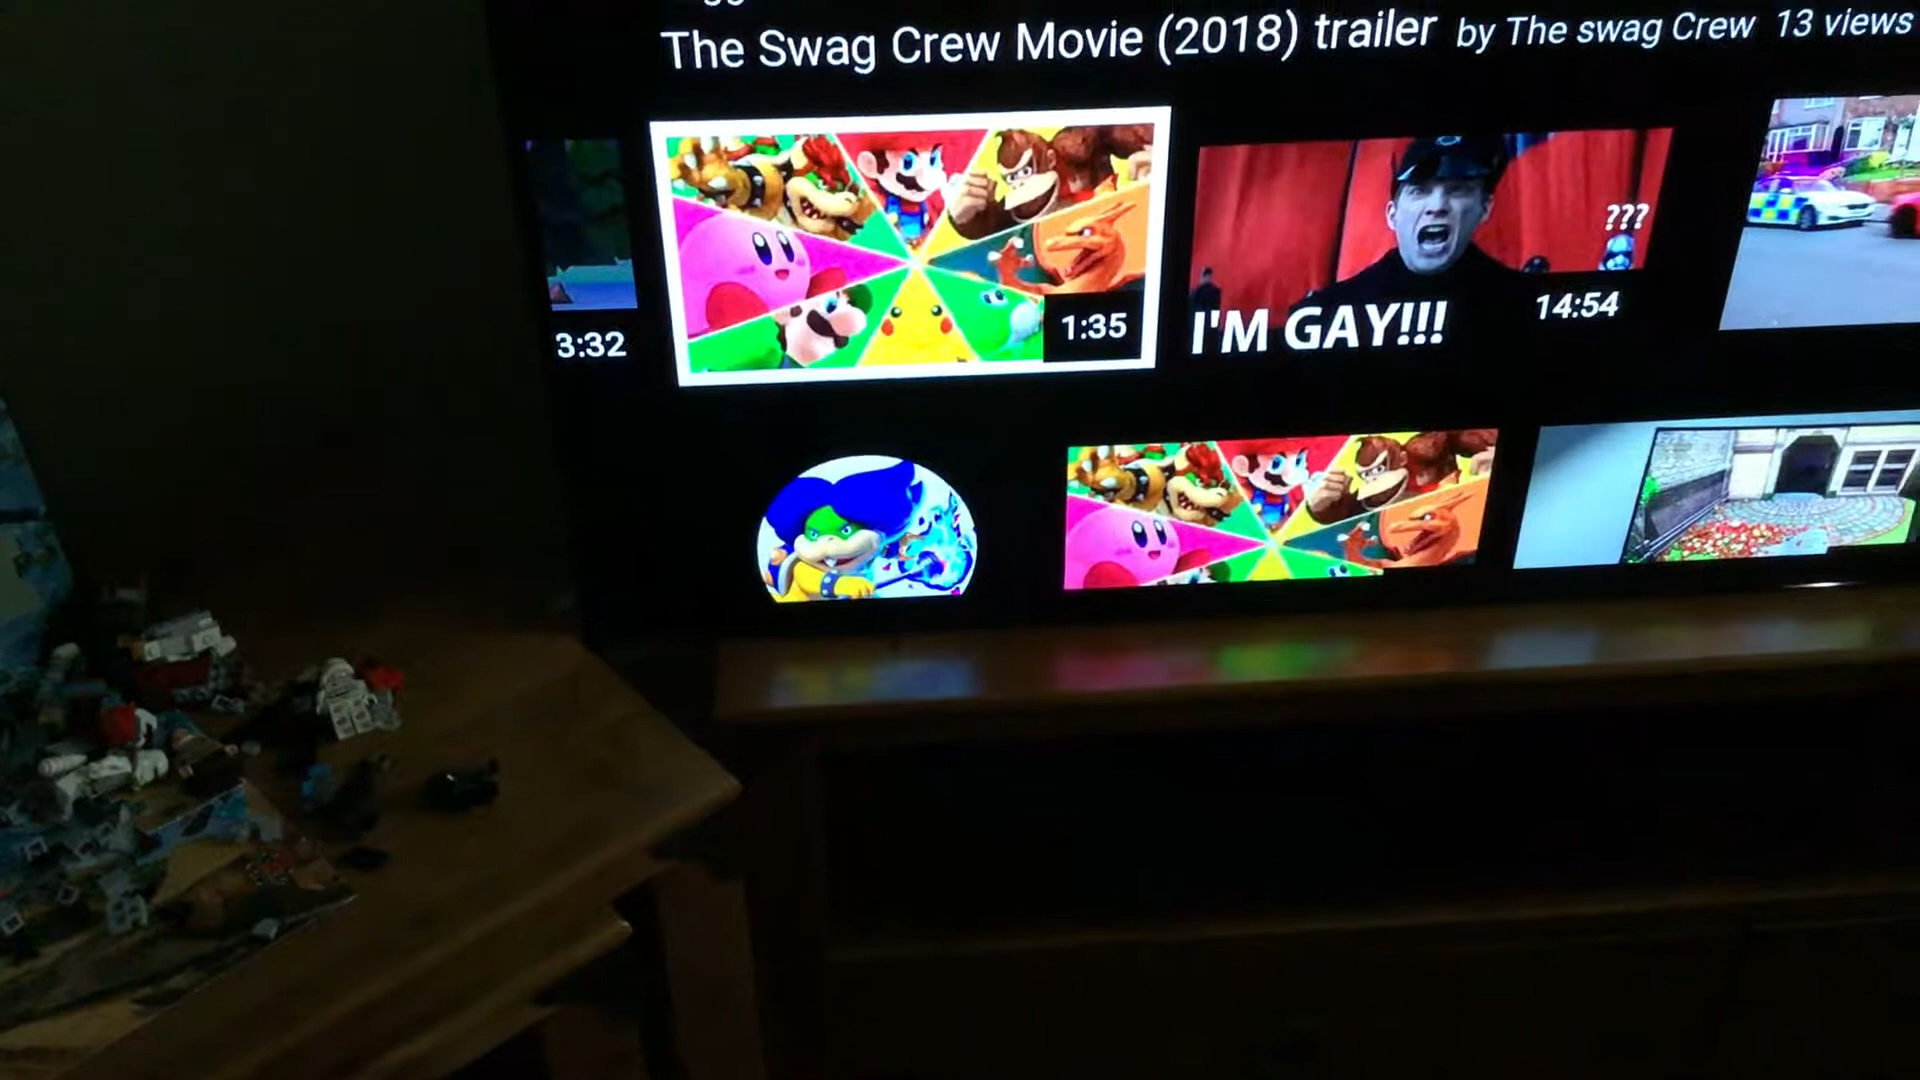 The Swag Crew Movie (2018) trailer by The swag Crew 13 views
3:32
1:35
???
I'M GAY!!!
14:54